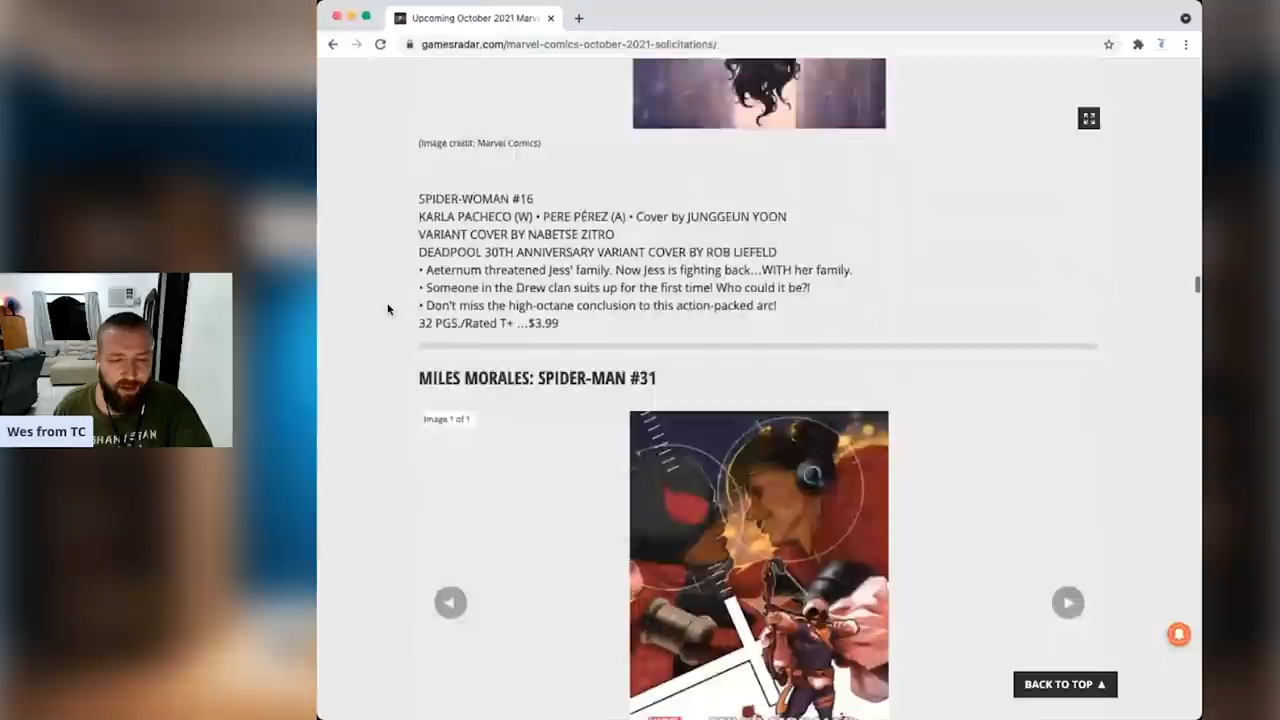 Upcoming October 2021 Marv
gamesradar.com/marvel-comics-october-2021-solicitations/
(Image credit: Marvel Comics)
SPIDER-WOMAN #16
KARLA PACHECO (W) • PERE PÉREZ (A) • Cover by JUNGGEUN YOON
VARIANT COVER BY NABETSE ZITRO
DEADPOOL 30TH ANNIVERSARY VARIANT COVER BY ROB LIEFELD
• Aeternum threatened Jess' family. Now Jess is fighting back…WITH her family.
• Someone in the Drew clan suits up for the first time! Who could it be?!
• Don't miss the high-octane conclusion to this action-packed arc!
32 PGS./Rated T+ …$3.99
MILES MORALES: SPIDER-MAN #31
Image 1 of 1
Wes from TC
BACK TO TOP ▲